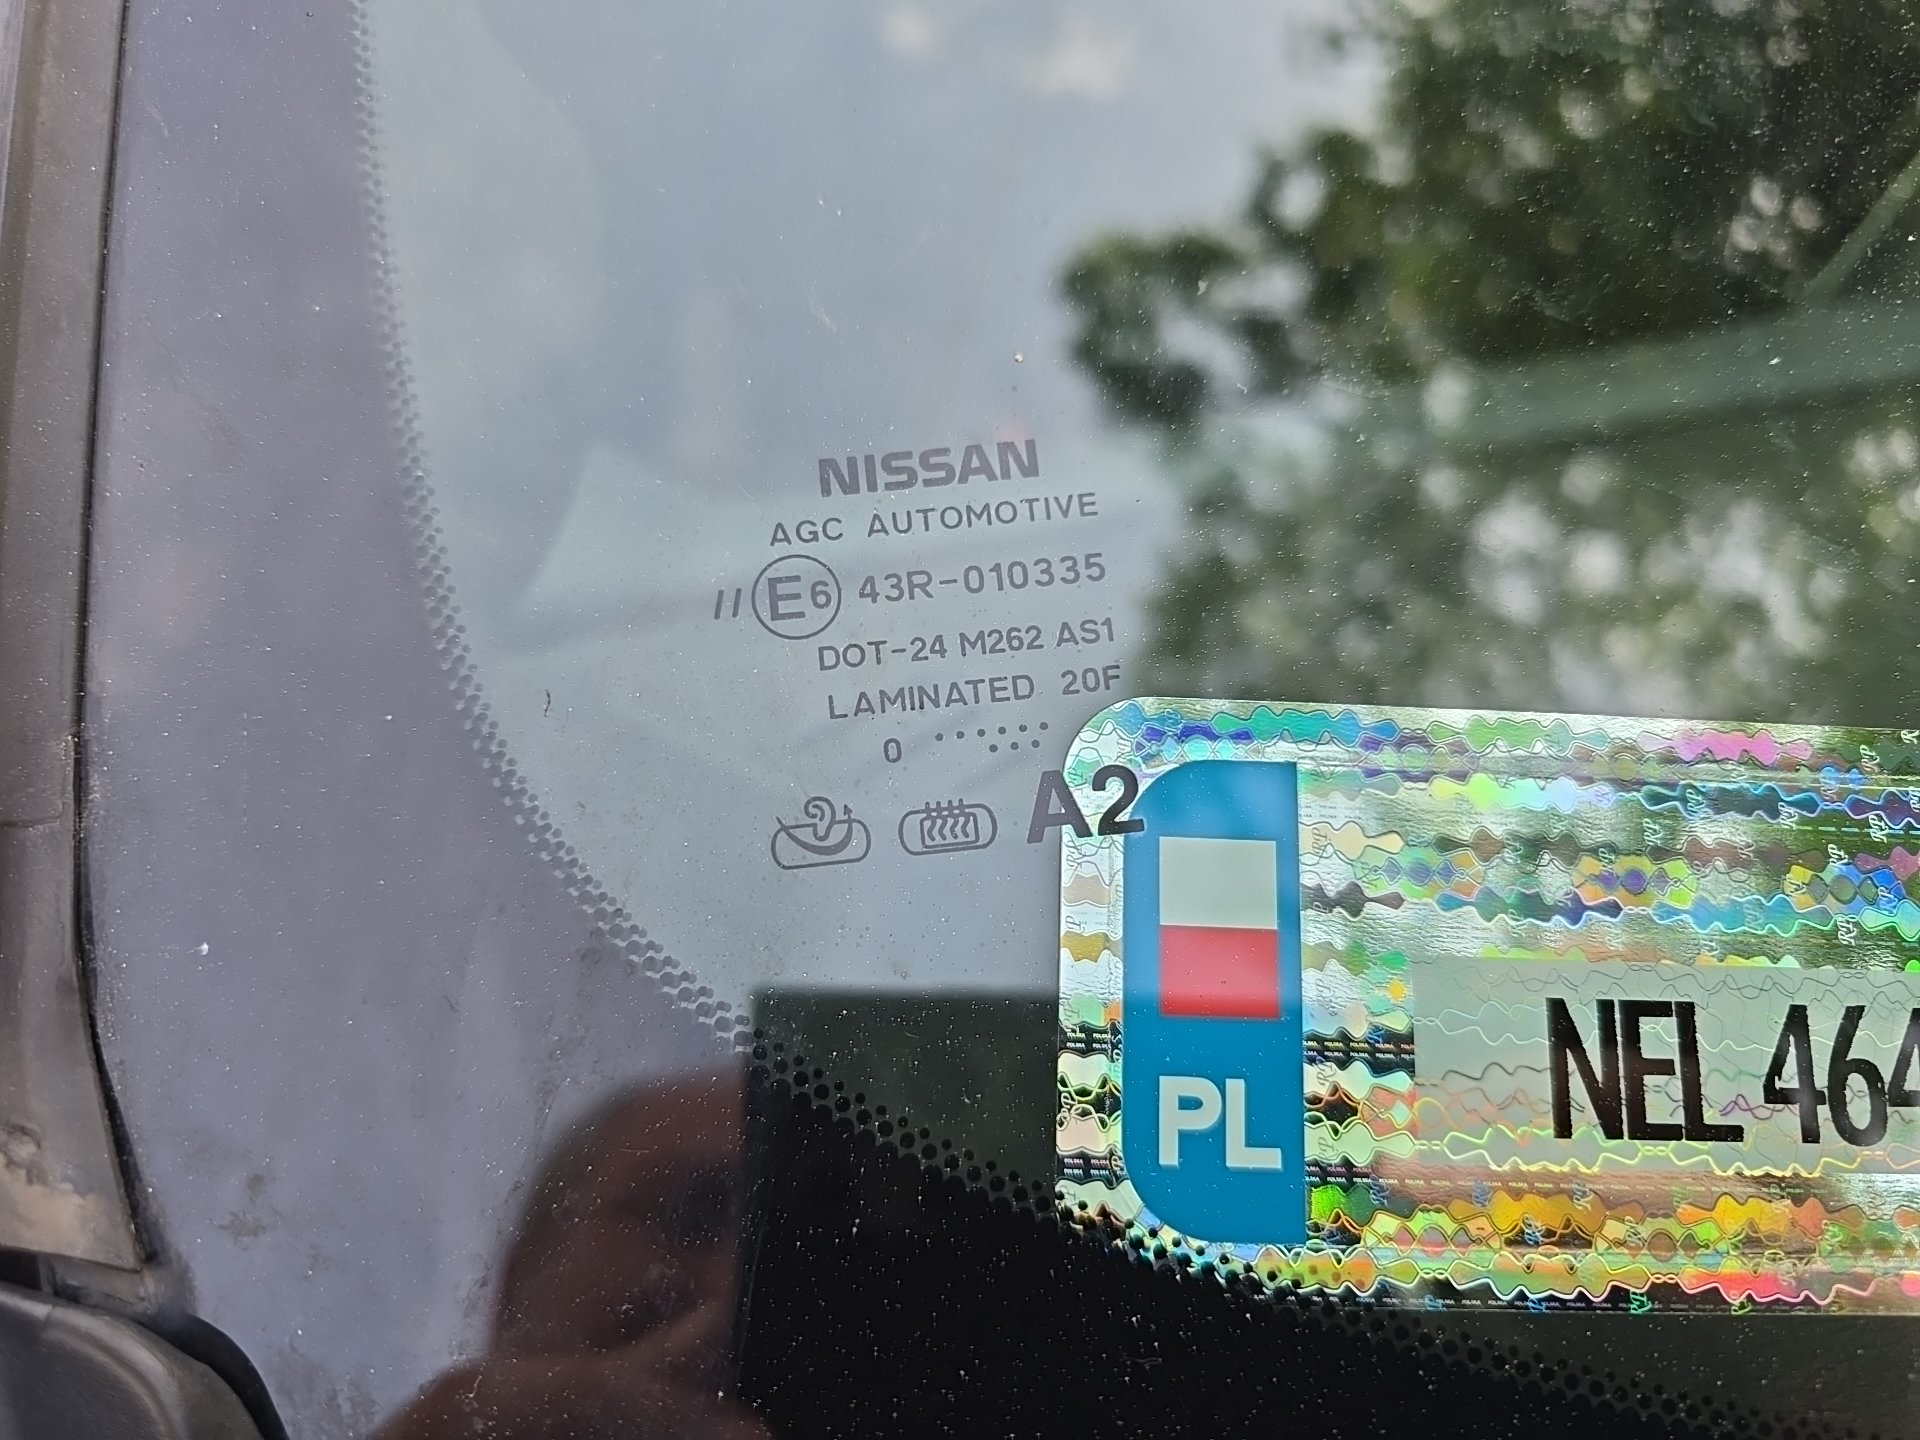 NISSAN
AGC AUTOMOTIVE
// E6 43R-010335
DOT-24 M262 AS1
LAMINATED 20F
0 ....... ...
A2
PL
NEL 464